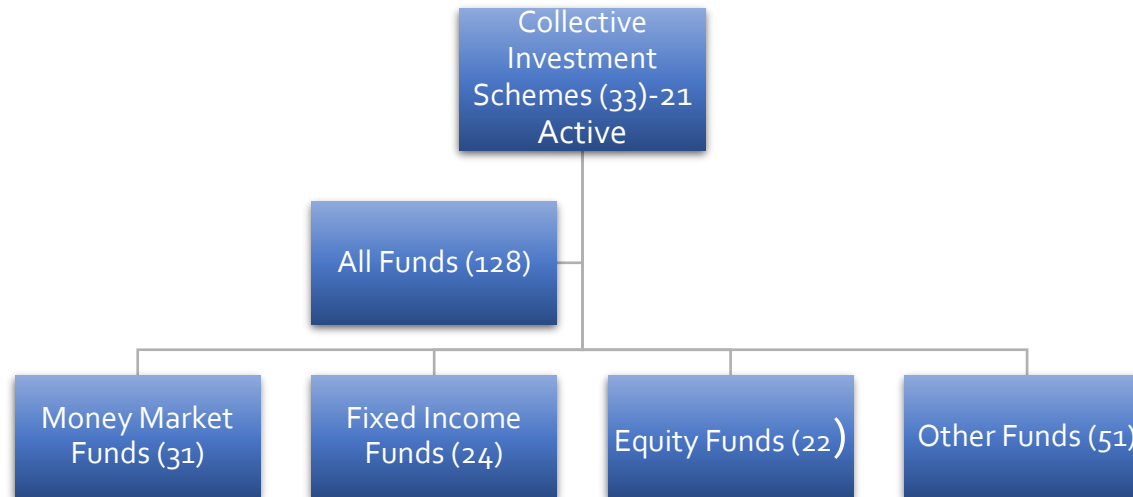 Collective
Investment
Schemes (33)-21
Active
All Funds (128)
Money Market
Funds (31)
Fixed Income
Funds (24)
Equity Funds (22)
Other Funds (51)